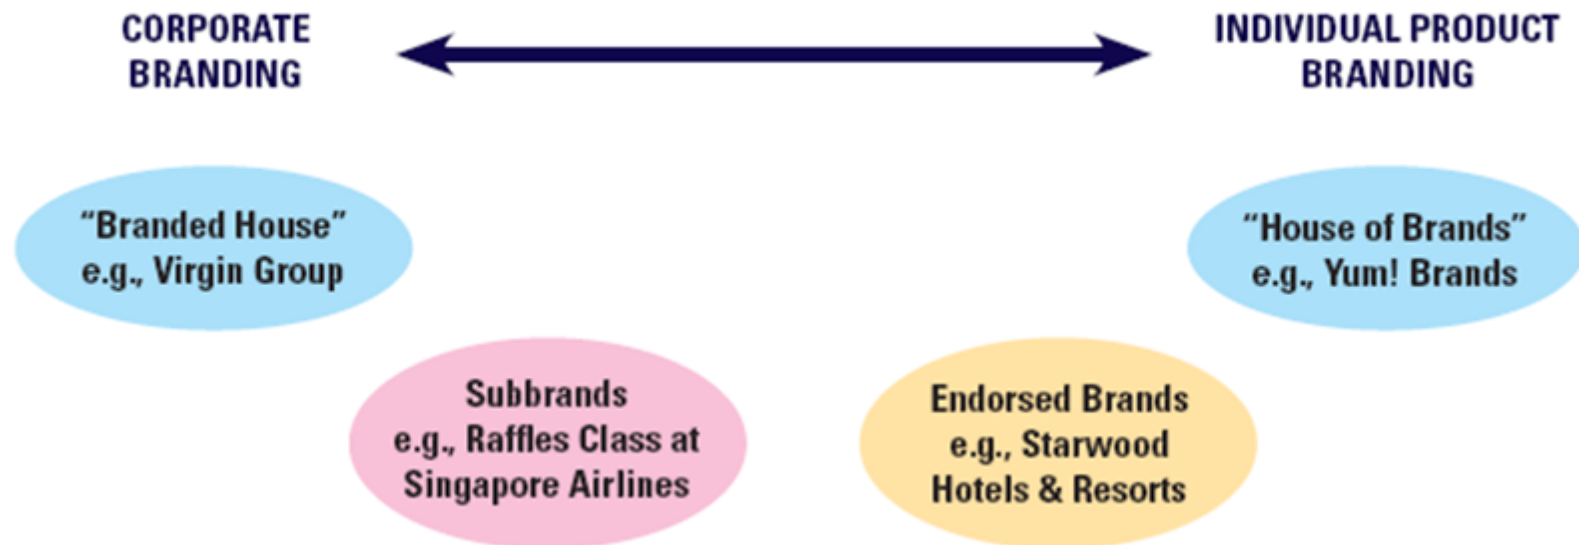 CORPORATE
BRANDING
INDIVIDUAL PRODUCT
BRANDING
“Branded House”
e.g., Virgin Group
“House of Brands”
e.g., Yum! Brands
Subbrands
e.g., Raffles Class at
Singapore Airlines
Endorsed Brands
e.g., Starwood
Hotels & Resorts